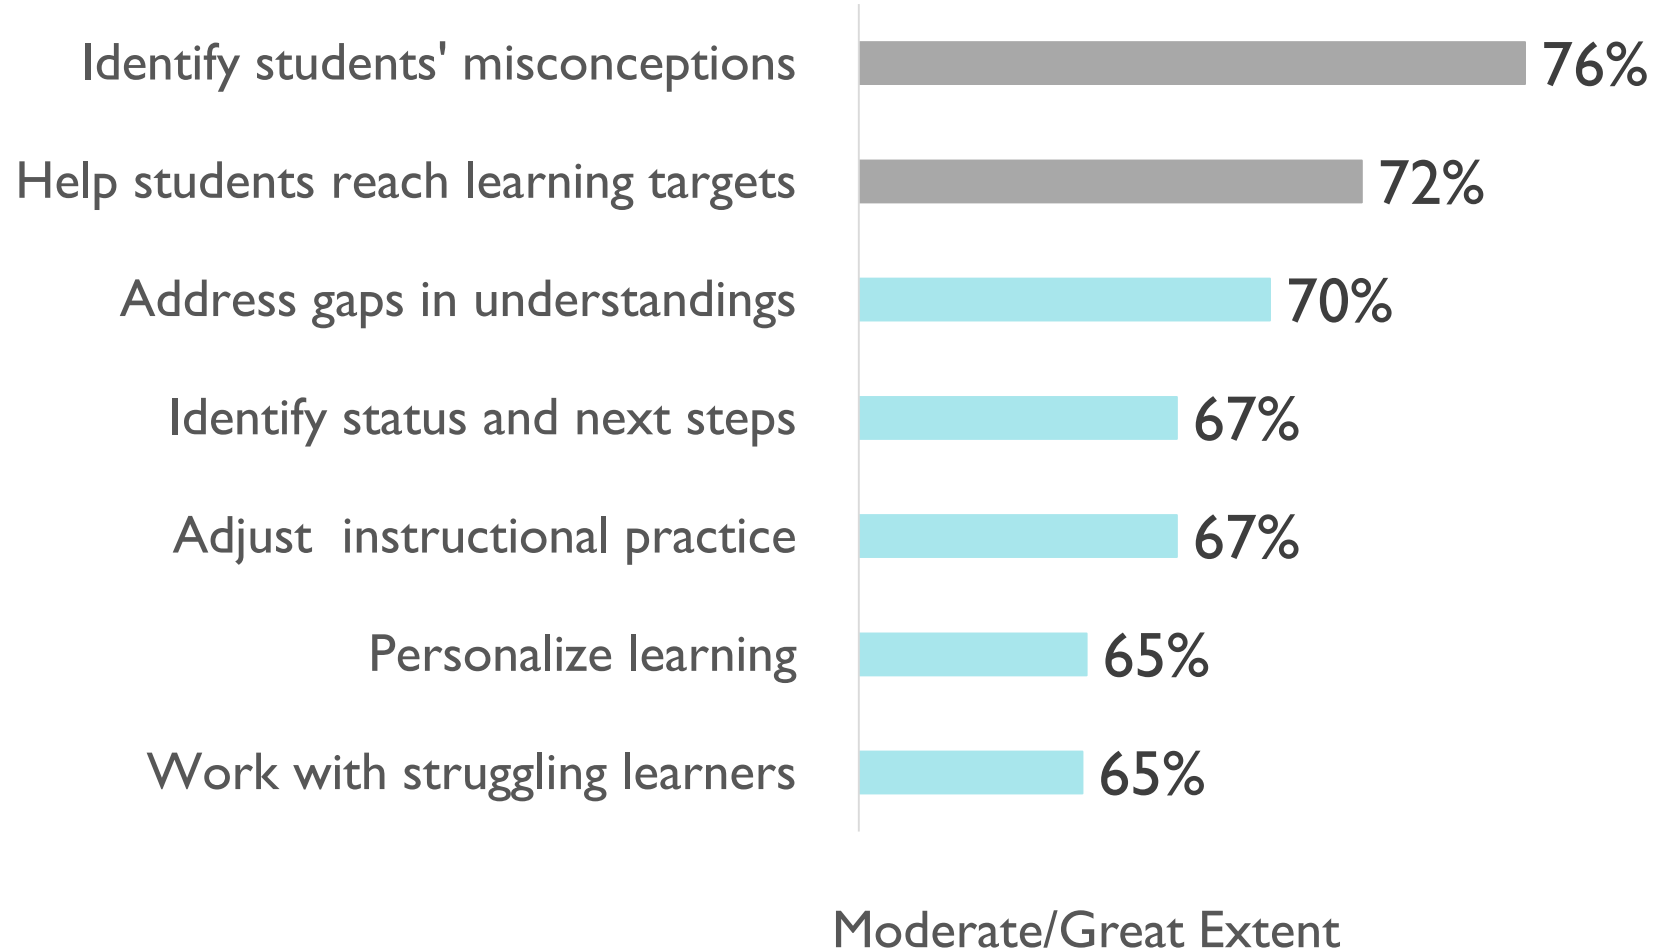 Identify students' misconceptions 76%
Help students reach learning targets 72%
Address gaps in understandings 70%
Identify status and next steps 67%
Adjust  instructional practice 67%
Personalize learning 65%
Work with struggling learners 65%
Moderate/Great Extent